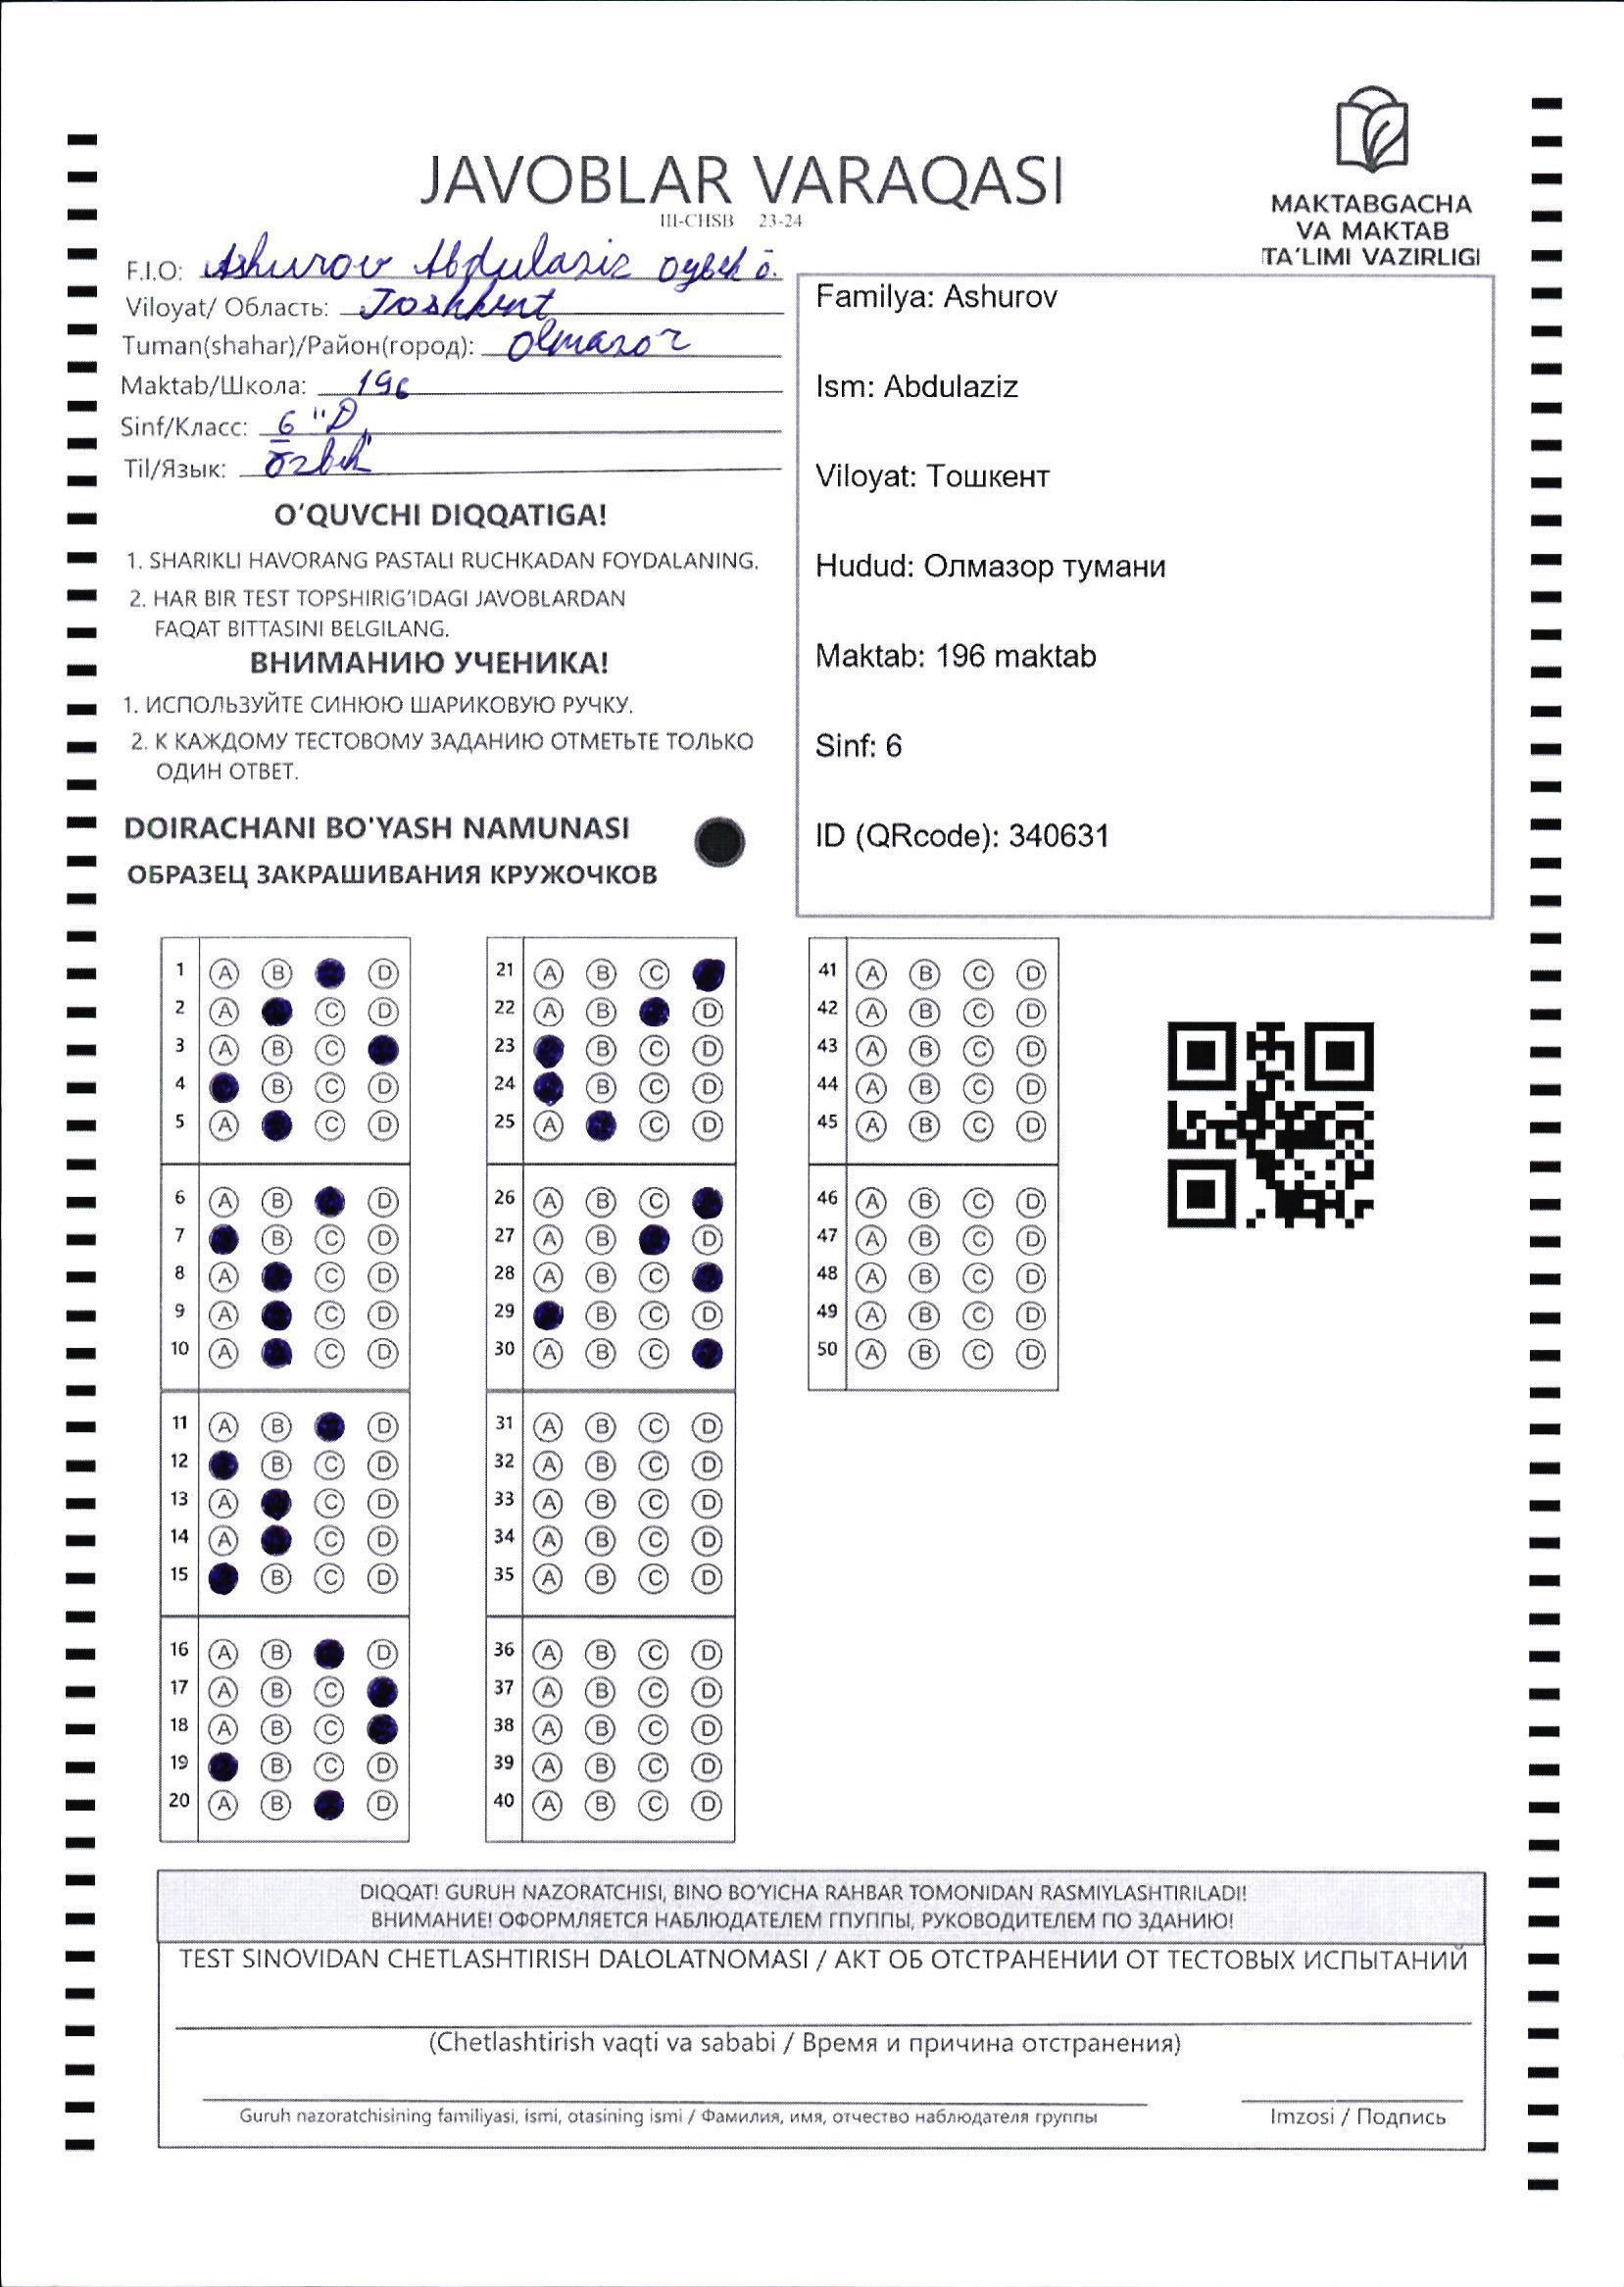 JAVOBLAR VARAQASI
III-CHSB 23-24
MAKTABGACHA
VA MAKTAB
TA'LIMI VAZIRLIGI
F.I.O: Ashurov Abdulaziz Oybek o.
Viloyat/ Область: Toshkent
Tuman(shahar)/Район(город): Olmazor
Maktab/Школа: 196
Sinf/Класс: 6 "D"
Til/Язык: Ōzbek
O'QUVCHI DIQQATIGA!
1. SHARIKLI HAVORANG PASTALI RUCHKADAN FOYDALANING.
2. HAR BIR TEST TOPSHIRIG'IDAGI JAVOBLARDAN
FAQAT BITTASINI BELGILANG.
ВНИМАНИЮ УЧЕНИКА!
1. ИСПОЛЬЗУЙТЕ СИНЮЮ ШАРИКОВУЮ РУЧКУ.
2. К КАЖДОМУ ТЕСТОВОМУ ЗАДАНИЮ ОТМЕТЬТЕ ТОЛЬКО
ОДИН ОТВЕТ.
DOIRACHANI BO'YASH NAMUNASI
ОБРАЗЕЦ ЗАКРАШИВАНИЯ КРУЖОЧКОВ
Familya: Ashurov
Ism: Abdulaziz
Viloyat: Тошкент
Hudud: Олмазор тумани
Maktab: 196 maktab
Sinf: 6
ID (QRcode): 340631
1 A B D
2 A C D
3 A B C
4 B C D
5 A C D
6 A B D
7 B C D
8 A C D
9 A C D
10 A C D
11 A B D
12 B C D
13 A C D
14 A C D
15 B C D
16 A B D
17 A B C
18 A B C
19 B C D
20 A B D
21 A B C
22 A B D
23 B C D
24 B C D
25 A C D
26 A B C
27 A B D
28 A B C
29 B C D
30 A B C
31 A B C D
32 A B C D
33 A B C D
34 A B C D
35 A B C D
36 A B C D
37 A B C D
38 A B C D
39 A B C D
40 A B C D
41 A B C D
42 A B C D
43 A B C D
44 A B C D
45 A B C D
46 A B C D
47 A B C D
48 A B C D
49 A B C D
50 A B C D
DIQQAT! GURUH NAZORATCHISI, BINO BO'YICHA RAHBAR TOMONIDAN RASMIYLASHTIRILADI!
ВНИМАНИЕ! ОФОРМЛЯЕТСЯ НАБЛЮДАТЕЛЕМ ГПУППЫ, РУКОВОДИТЕЛЕМ ПО ЗДАНИЮ!
TEST SINOVIDAN CHETLASHTIRISH DALOLATNOMASI / АКТ ОБ ОТСТРАНЕНИИ ОТ ТЕСТОВЫХ ИСПЫТАНИЙ
(Chetlashtirish vaqti va sababi / Время и причина отстранения)
Guruh nazoratchisining familiyasi, ismi, otasining ismi / Фамилия, имя, отчество наблюдателя группы
Imzosi / Подпись